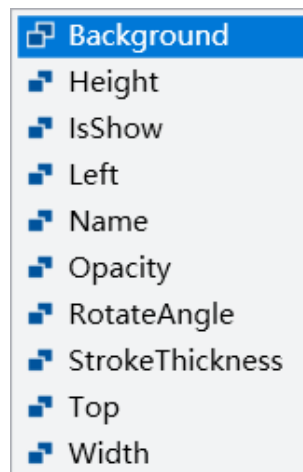 Background
Height
IsShow
Left
Name
Opacity
RotateAngle
StrokeThickness
Top
Width